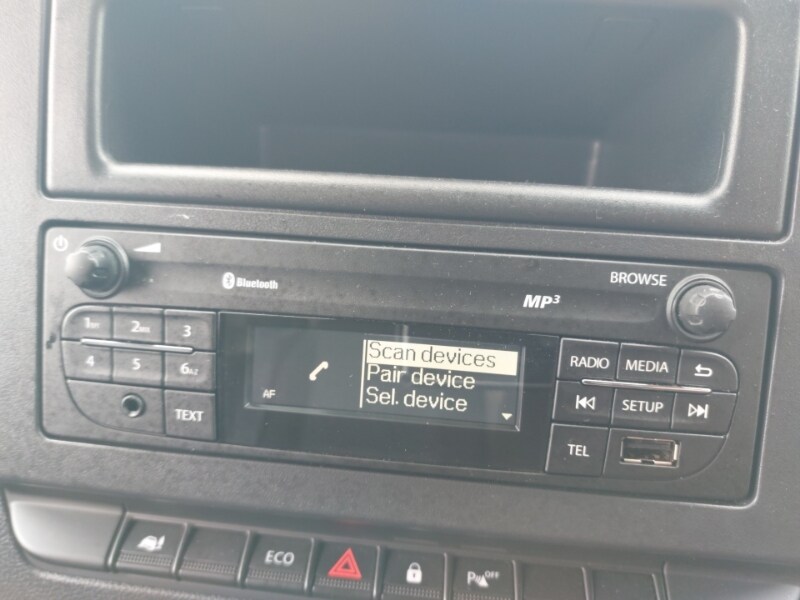 Bluetooth
MP3
BROWSE
1
2
3
4
5
6
TEXT
AF
Scan devices
Pair device
Sel. device
RADIO
MEDIA
SETUP
TEL
ECO
OFF